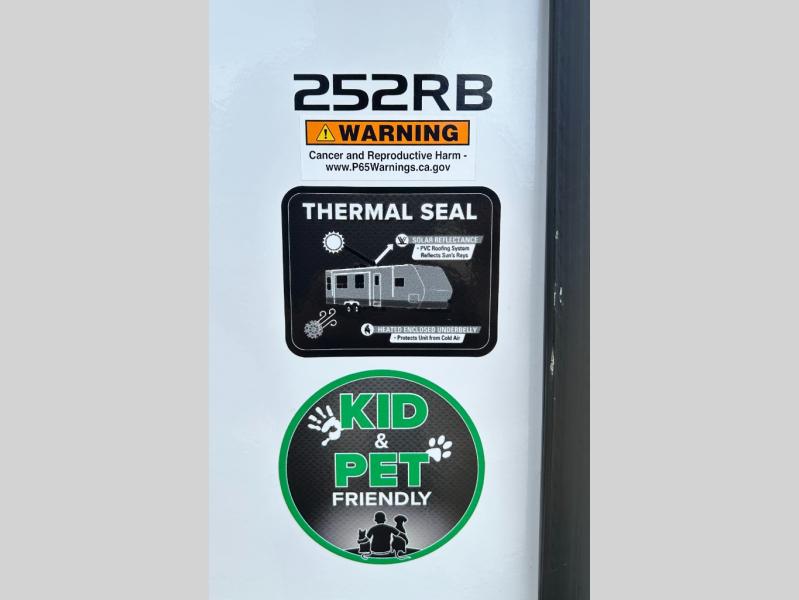 252RB
WARNING
Cancer and Reproductive Harm -
www.P65Warnings.ca.gov
THERMAL SEAL
SOLAR REFLECTANCE
- PVC Roofing System
Reflects Sun's Rays
HEATED ENCLOSED UNDERBELLY
- Protects Unit from Cold Air
KID
&
PET
FRIENDLY